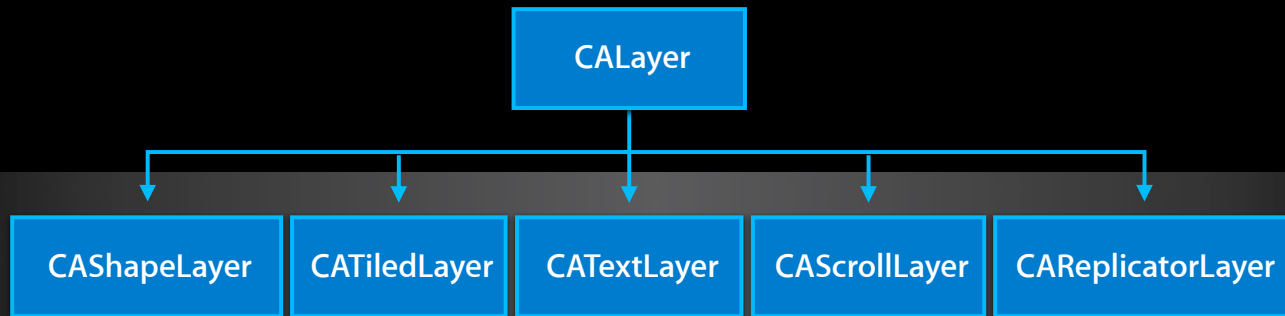 CALayer
CAShapeLayer
CATiledLayer
CATextLayer
CAScrollLayer
CAReplicatorLayer